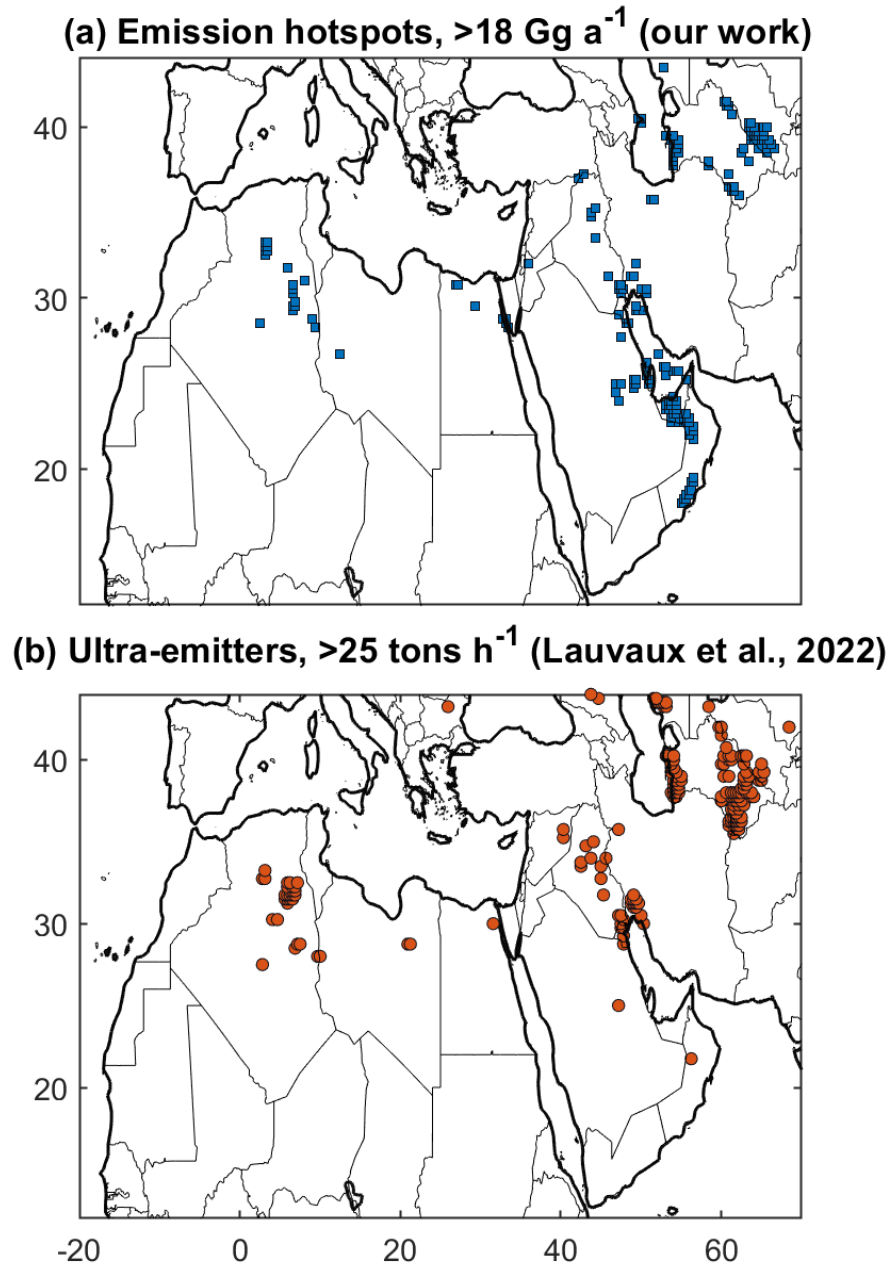 (a) Emission hotspots, >18 Gg a⁻¹ (our work)
40
30
20
(b) Ultra-emitters, >25 tons h⁻¹ (Lauvaux et al., 2022)
40
30
20
-20 0 20 40 60